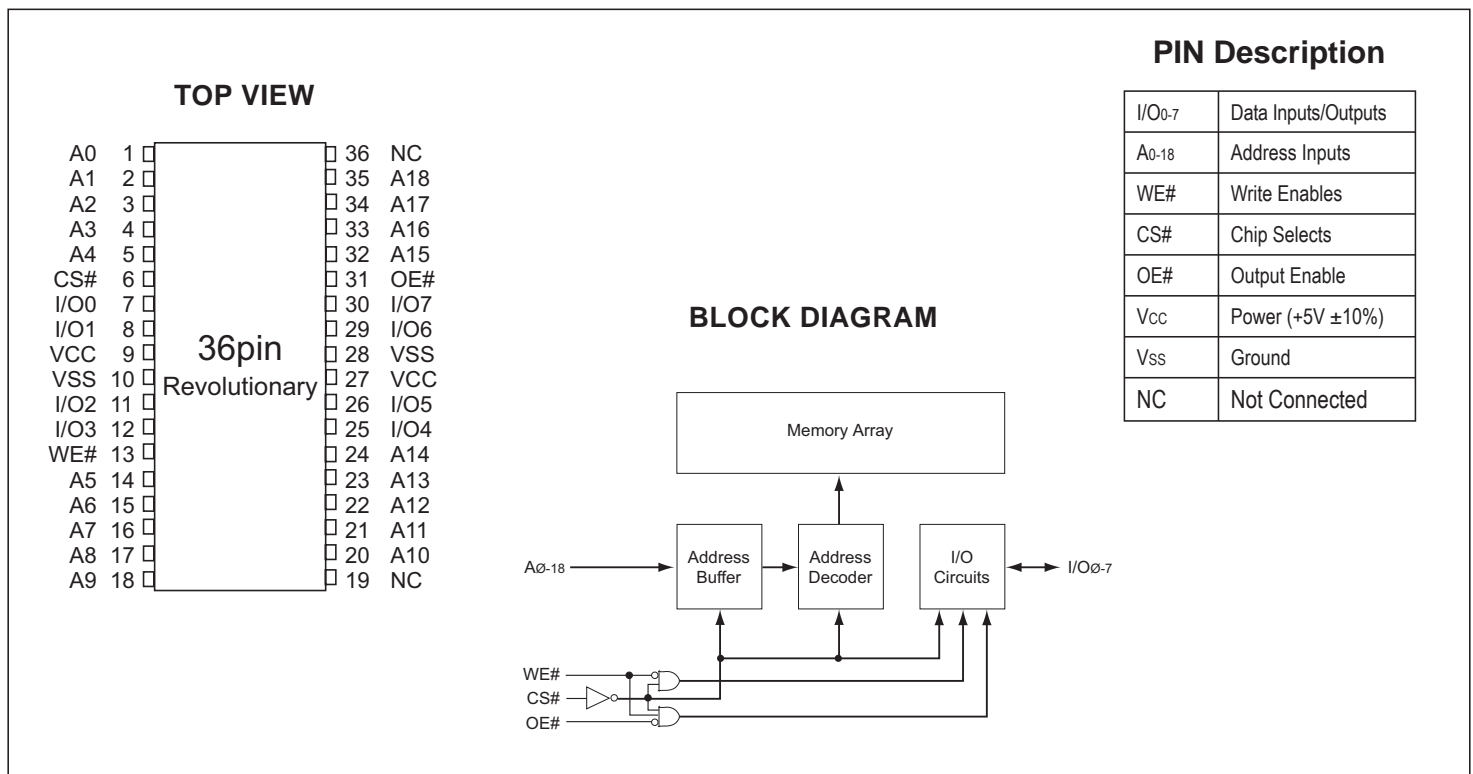 TOP VIEW
A0 1 36 NC
A1 2 35 A18
A2 3 34 A17
A3 4 33 A16
A4 5 32 A15
CS# 6 31 OE#
I/O0 7 30 I/O7
I/O1 8 29 I/O6
VCC 9 28 VSS
VSS 10 27 VCC
I/O2 11 26 I/O5
I/O3 12 25 I/O4
WE# 13 24 A14
A5 14 23 A13
A6 15 22 A12
A7 16 21 A11
A8 17 20 A10
A9 18 19 NC
36pin
Revolutionary
PIN Description
I/O0-7 Data Inputs/Outputs
A0-18 Address Inputs
WE# Write Enables
CS# Chip Selects
OE# Output Enable
VCC Power (+5V ±10%)
VSS Ground
NC Not Connected
BLOCK DIAGRAM
Memory Array
AØ-18
Address
Buffer
Address
Decoder
I/O
Circuits
I/OØ-7
WE#
CS#
OE#